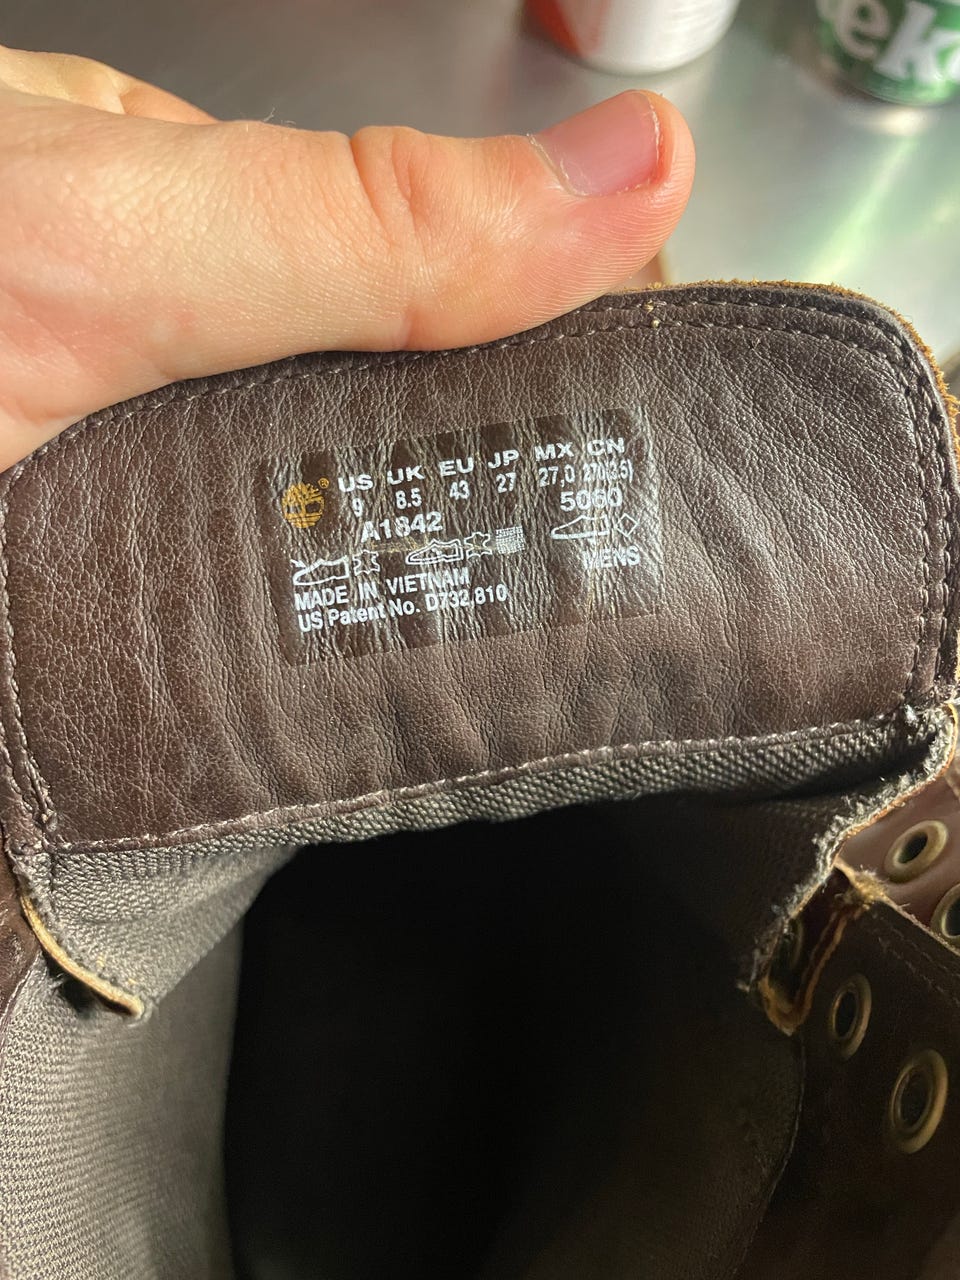 ® US UK EU JP MX CN
9 8.5 43 27 27,0 270(3.5)
A1842 5060
MENS
MADE IN VIETNAM
US Patent No. D732,810